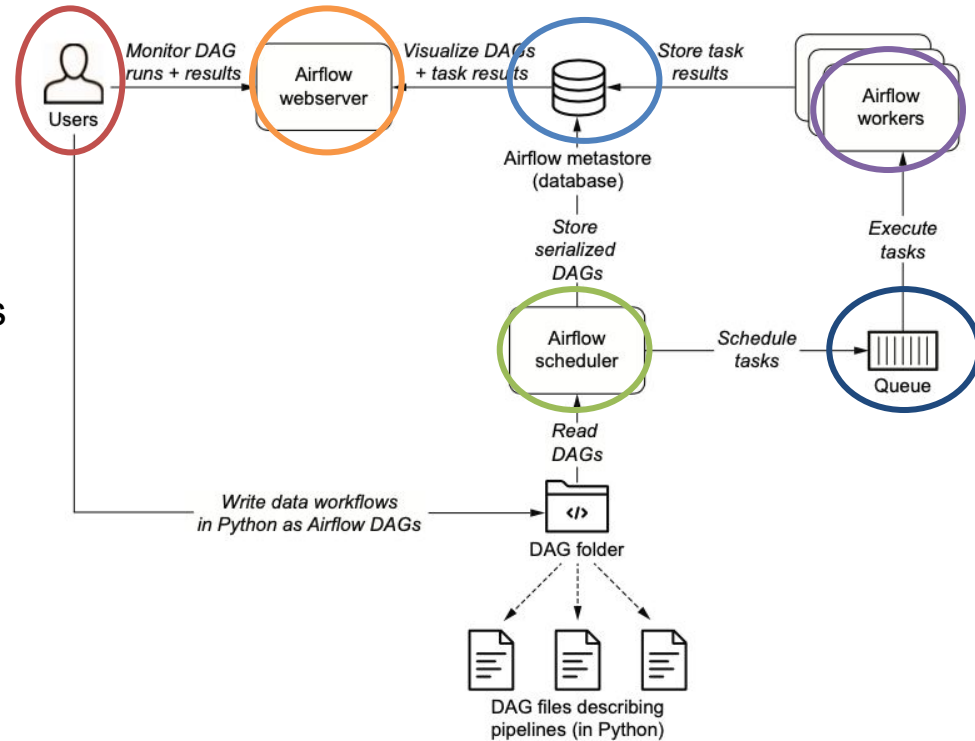 Monitor DAG
runs + results
Users
Airflow
webserver
Visualize DAGs
+ task results
Store task
results
Airflow
workers
Airflow metastore
(database)
Store
serialized
DAGs
Execute
tasks
s
Airflow
scheduler
Schedule
tasks
Queue
Read
DAGs
Write data workflows
in Python as Airflow DAGs
</>
DAG folder
DAG files describing
pipelines (in Python)